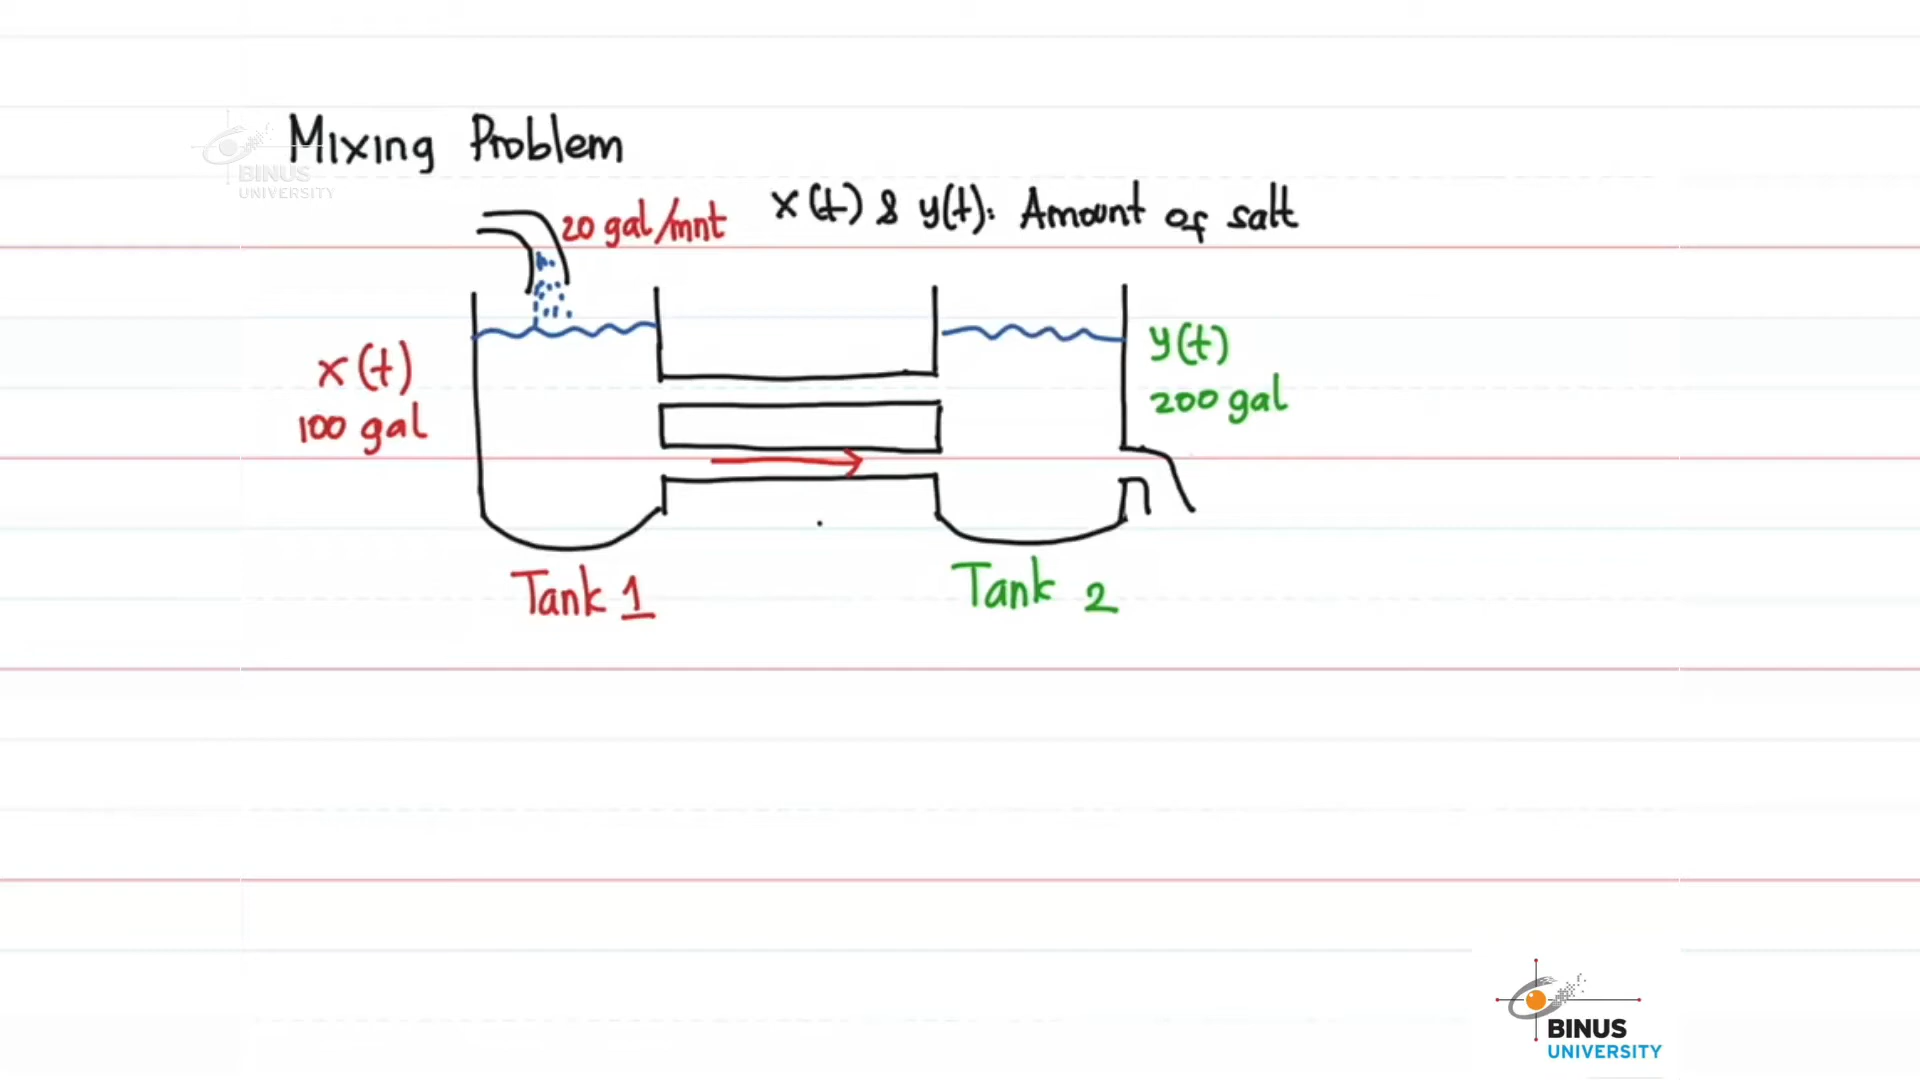 Mixing Problem
BINUS
UNIVERSITY
20 gal/mnt
x(t) & y(t): Amount of salt
x(t)
100 gal
y(t)
200 gal
Tank 1
Tank 2
BINUS
UNIVERSITY